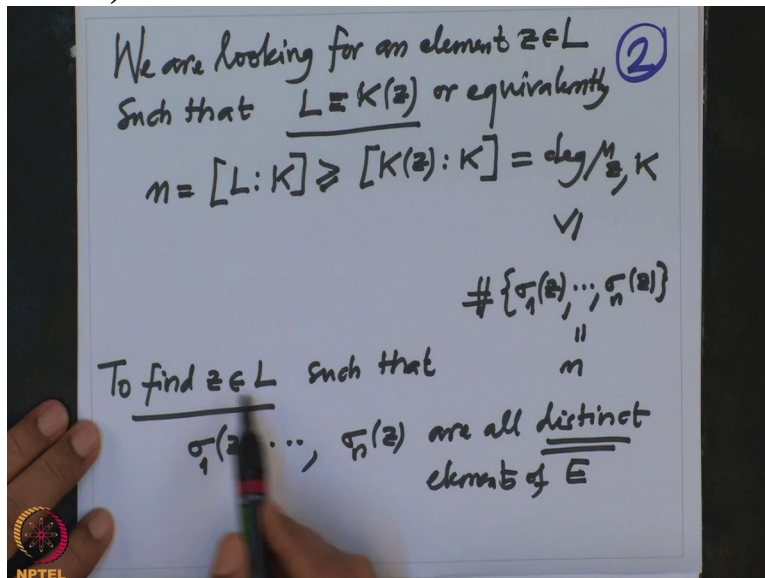 We are looking for an element z∈L
②
Such that L = K(z) or equivalently
n = [L:K] ⩾ [K(z):K] = deg μ_z,K
\/|
#{σ₁(z),…,σₙ(z)}
||
n
To find z∈L such that
σ₁(z), …, σₙ(z) are all distinct
elements of E
NPTEL